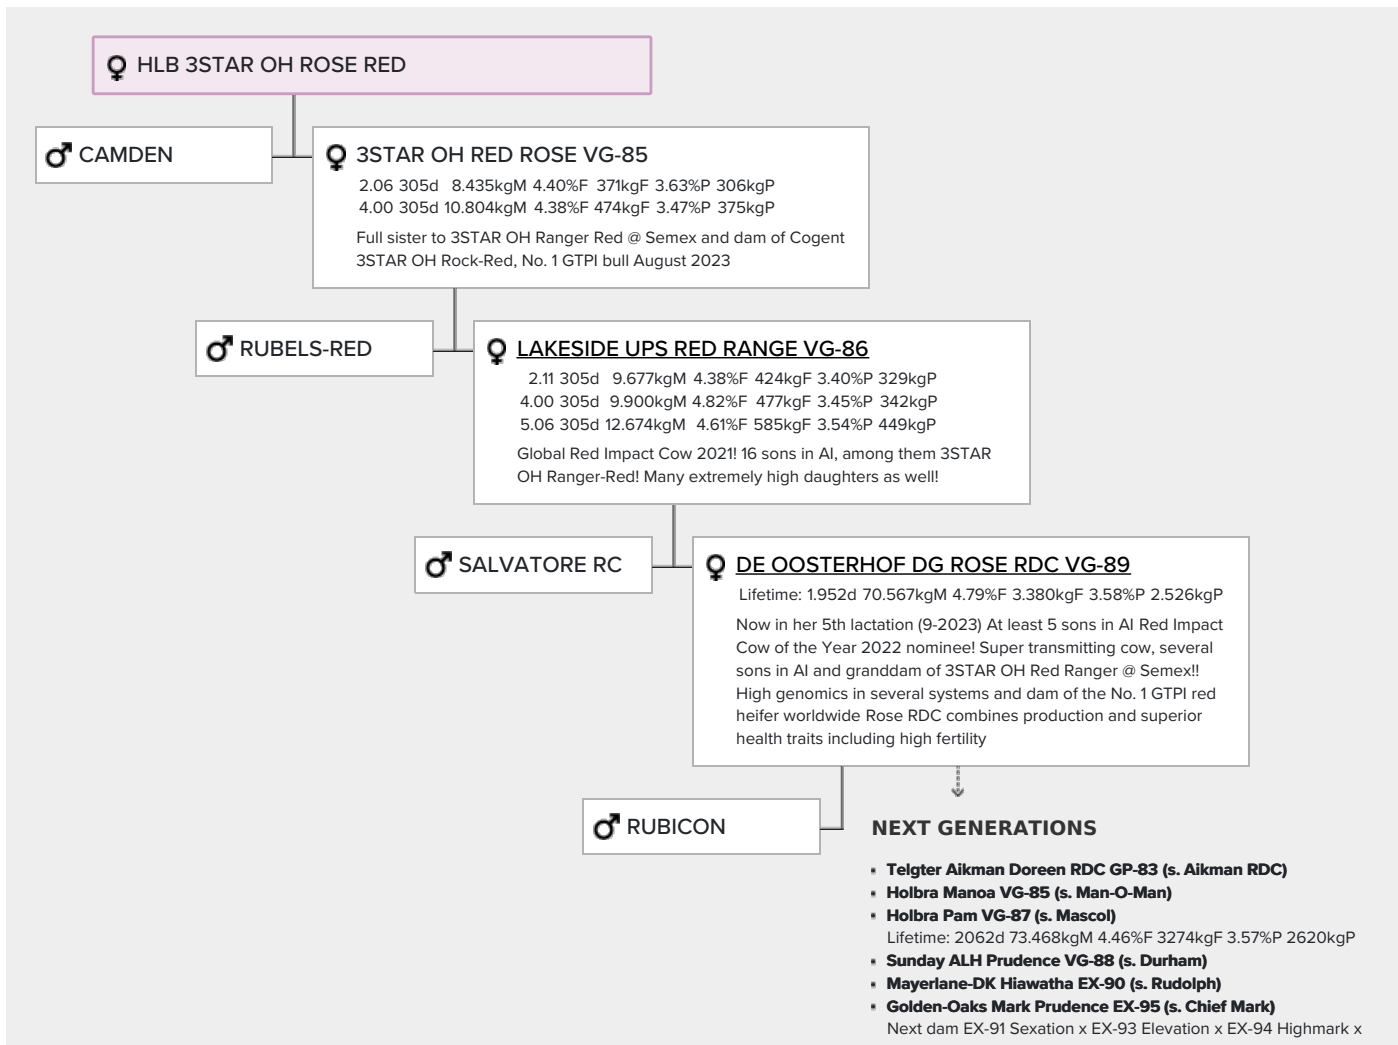 HLB 3STAR OH ROSE RED
CAMDEN
3STAR OH RED ROSE VG-85
2.06 305d 8.435kgM 4.40%F 371kgF 3.63%P 306kgP
4.00 305d 10.804kgM 4.38%F 474kgF 3.47%P 375kgP
Full sister to 3STAR OH Ranger Red @ Semex and dam of Cogent
3STAR OH Rock-Red, No. 1 GTPI bull August 2023
RUBELS-RED
LAKESIDE UPS RED RANGE VG-86
2.11 305d 9.677kgM 4.38%F 424kgF 3.40%P 329kgP
4.00 305d 9.900kgM 4.82%F 477kgF 3.45%P 342kgP
5.06 305d 12.674kgM 4.61%F 585kgF 3.54%P 449kgP
Global Red Impact Cow 2021! 16 sons in AI, among them 3STAR
OH Ranger-Red! Many extremely high daughters as well!
SALVATORE RC
DE OOSTERHOF DG ROSE RDC VG-89
Lifetime: 1.952d 70.567kgM 4.79%F 3.380kgF 3.58%P 2.526kgP
Now in her 5th lactation (9-2023) At least 5 sons in AI Red Impact
Cow of the Year 2022 nominee! Super transmitting cow, several
sons in AI and granddam of 3STAR OH Red Ranger @ Semex!!
High genomics in several systems and dam of the No. 1 GTPI red
heifer worldwide Rose RDC combines production and superior
health traits including high fertility
RUBICON
NEXT GENERATIONS
Telgter Aikman Doreen RDC GP-83 (s. Aikman RDC)
Holbra Manoa VG-85 (s. Man-O-Man)
Holbra Pam VG-87 (s. Mascol)
Lifetime: 2062d 73.468kgM 4.46%F 3274kgF 3.57%P 2620kgP
Sunday ALH Prudence VG-88 (s. Durham)
Mayerlane-DK Hiawatha EX-90 (s. Rudolph)
Golden-Oaks Mark Prudence EX-95 (s. Chief Mark)
Next dam EX-91 Sexation x EX-93 Elevation x EX-94 Highmark x